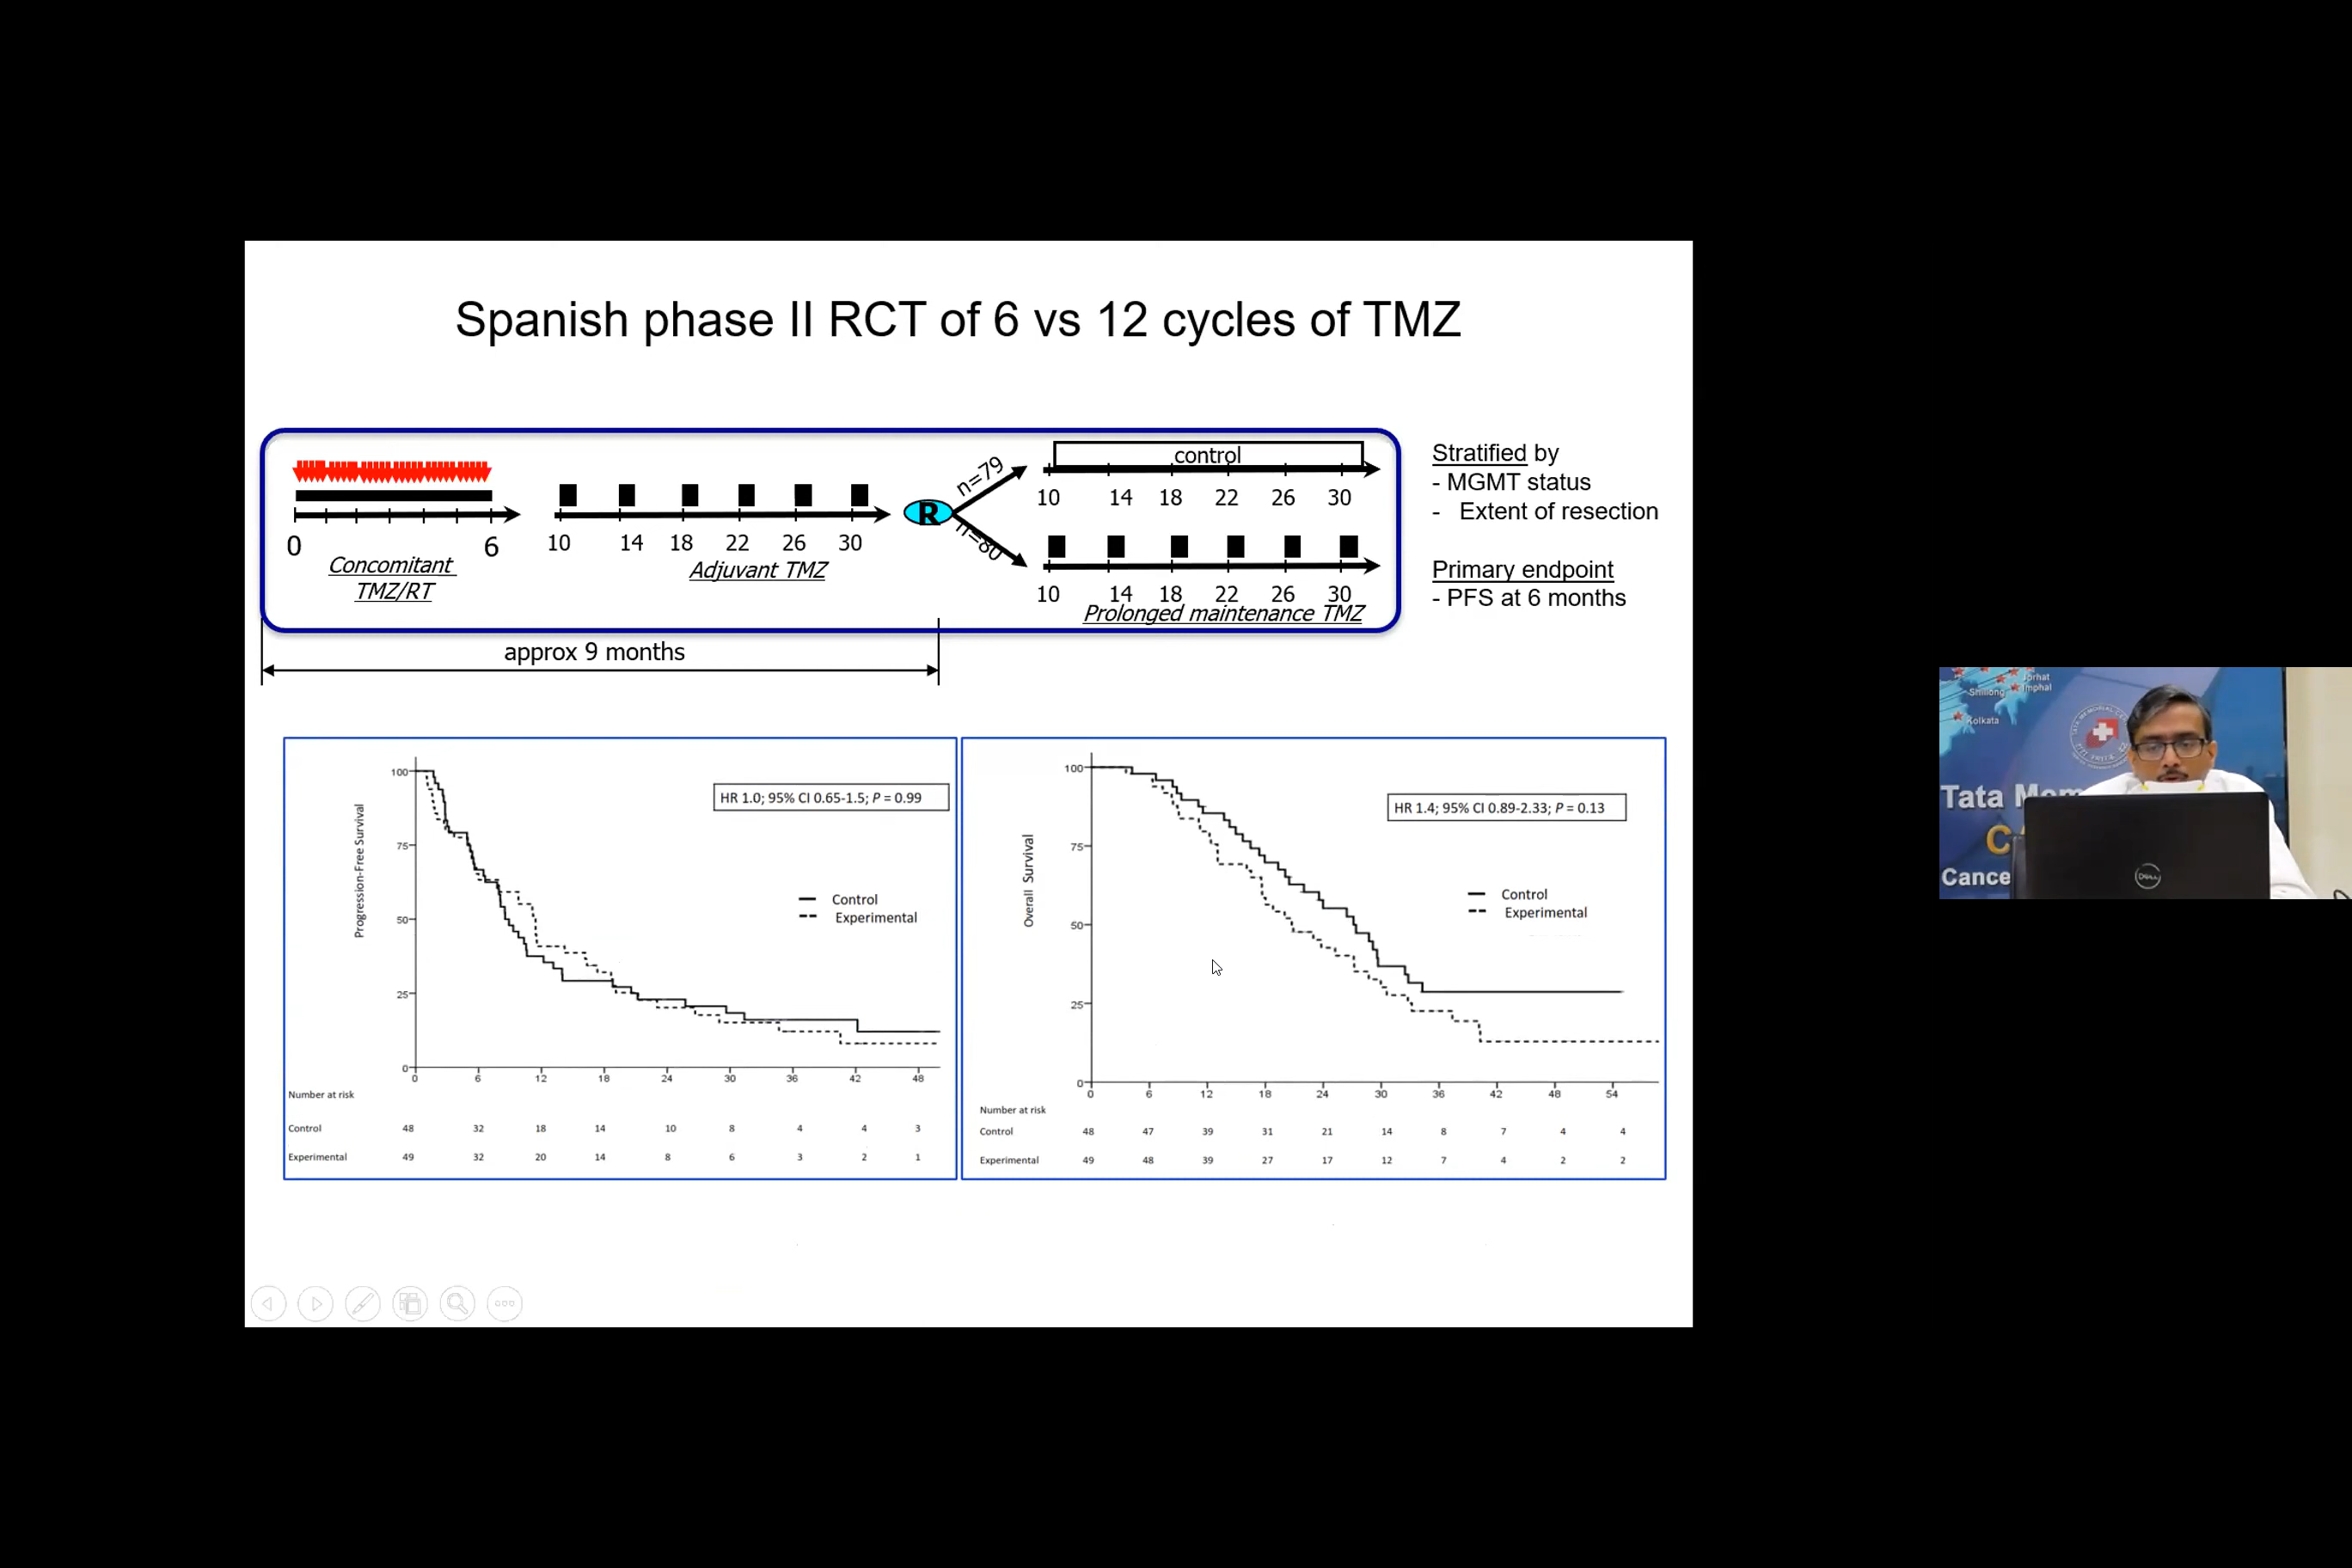 Spanish phase II RCT of 6 vs 12 cycles of TMZ
0 6
Concomitant
TMZ/RT
10 14 18 22 26 30
Adjuvant TMZ
R
n=79
n=80
control
10 14 18 22 26 30
10 14 18 22 26 30
Prolonged maintenance TMZ
approx 9 months
Stratified by
- MGMT status
- Extent of resection
Primary endpoint
- PFS at 6 months
Progression-Free Survival
100
75
50
25
0
HR 1.0; 95% CI 0.65-1.5; P = 0.99
Control
Experimental
0 6 12 18 24 30 36 42 48
Number at risk
Control 48 32 18 14 10 8 4 4 3
Experimental 49 32 20 14 8 6 3 2 1
Overall Survival
100
75
50
25
0
HR 1.4; 95% CI 0.89-2.33; P = 0.13
Control
Experimental
0 6 12 18 24 30 36 42 48 54
Number at risk
Control 48 47 39 31 21 14 8 7 4 4
Experimental 49 48 39 27 17 12 7 4 2 2
Jorhat
Shillong Imphal
Kolkata
Tata Mem
C
Cance
DELL